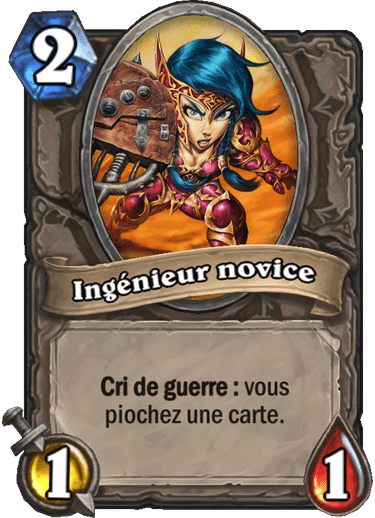 2
Ingénieur novice
Cri de guerre : vous
piochez une carte.
1
1